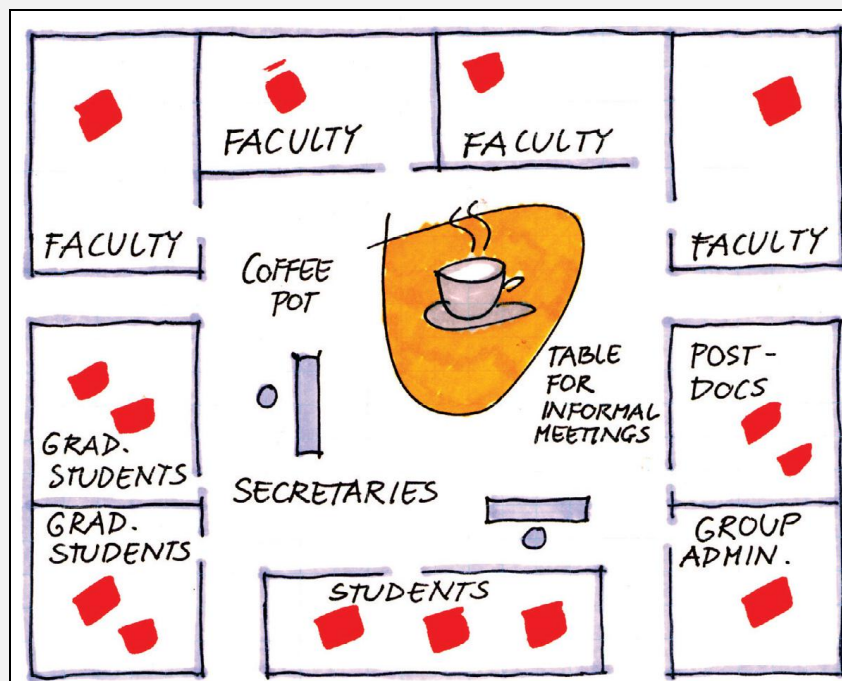 FACULTY
FACULTY
FACULTY
FACULTY
COFFEE
POT
TABLE
FOR
INFORMAL
MEETINGS
POST-
DOCS
GRAD.
STUDENTS
SECRETARIES
GRAD.
STUDENTS
GROUP
ADMIN.
STUDENTS